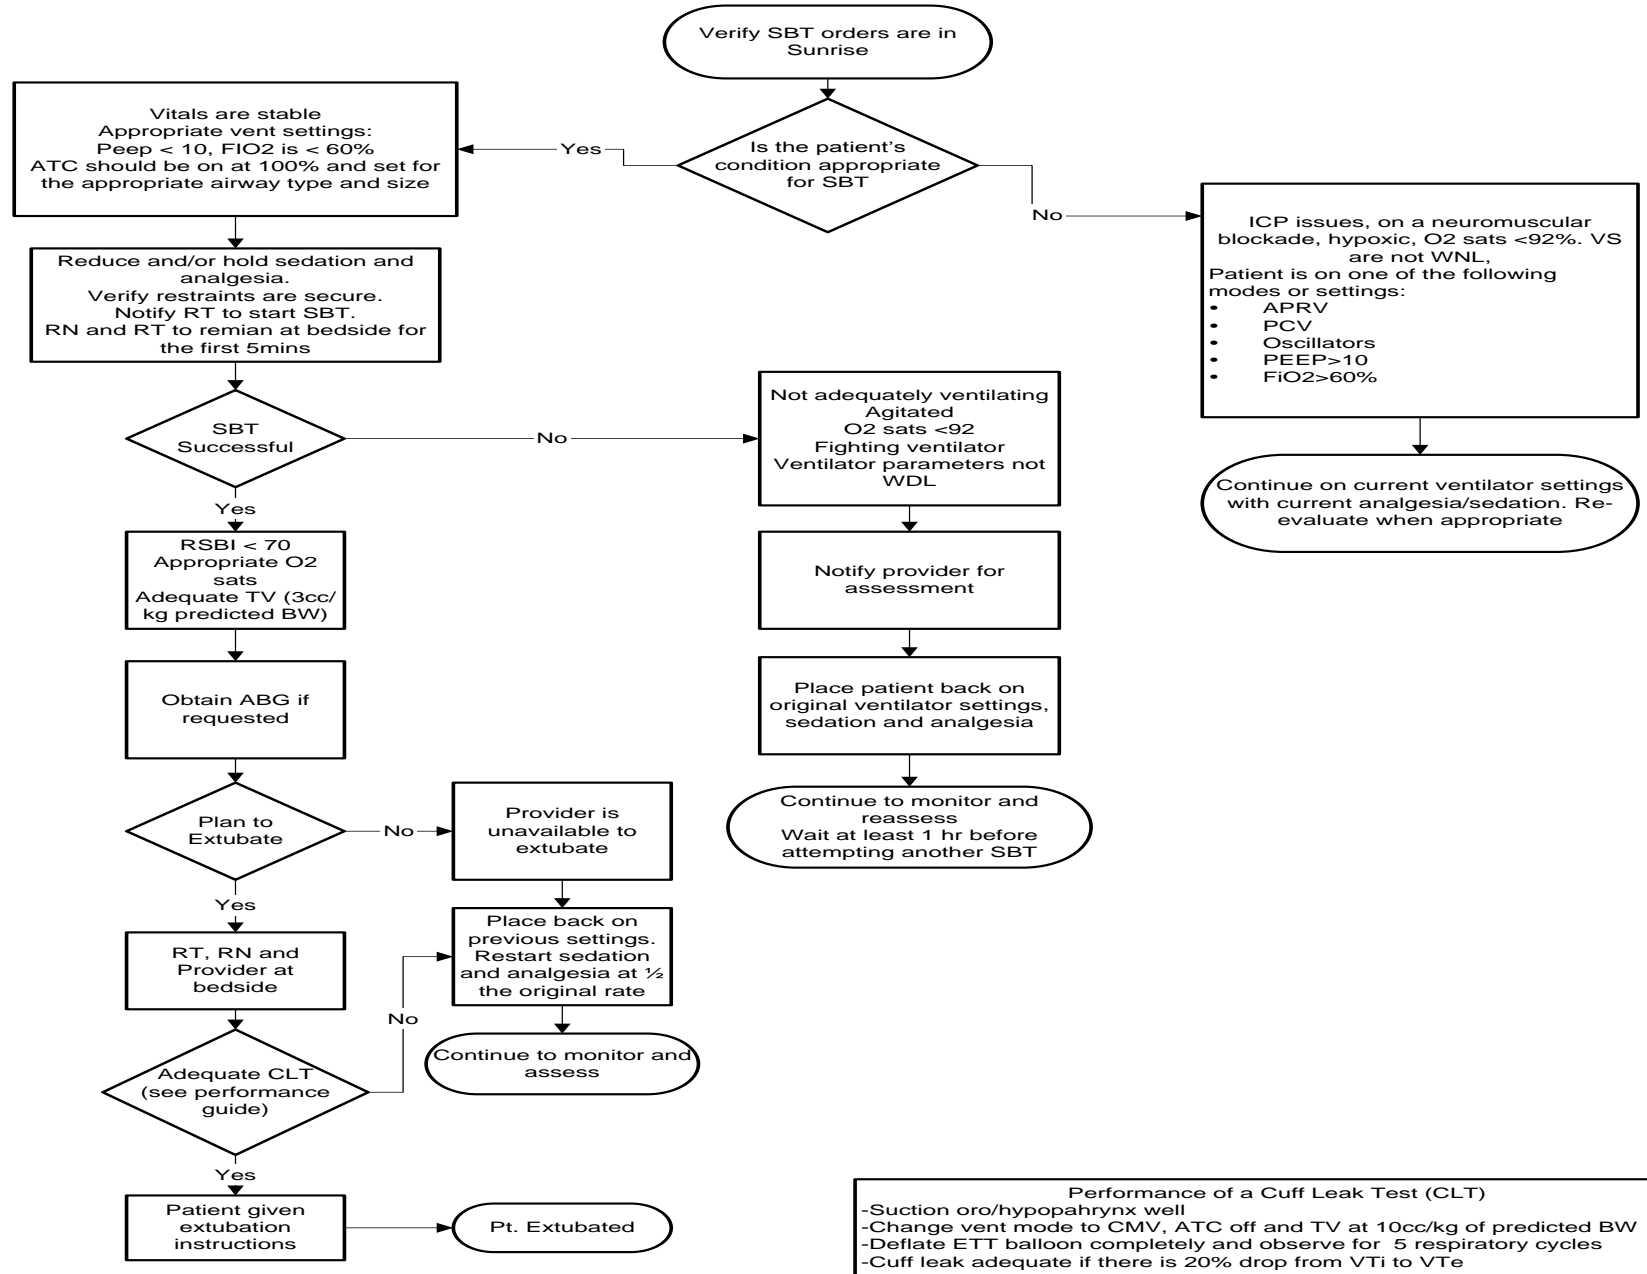 Verify SBT orders are in
Sunrise
Is the patient's
condition appropriate
for SBT
Yes
Vitals are stable
Appropriate vent settings:
Peep < 10, FIO2 is < 60%
ATC should be on at 100% and set for
the appropriate airway type and size
No
ICP issues, on a neuromuscular
blockade, hypoxic, O2 sats <92%. VS
are not WNL,
Patient is on one of the following
modes or settings:
• APRV
• PCV
• Oscillators
• PEEP>10
• FiO2>60%
Continue on current ventilator settings
with current analgesia/sedation. Re-
evaluate when appropriate
Reduce and/or hold sedation and
analgesia.
Verify restraints are secure.
Notify RT to start SBT.
RN and RT to remian at bedside for
the first 5mins
SBT
Successful
No
Not adequately ventilating
Agitated
O2 sats <92
Fighting ventilator
Ventilator parameters not
WDL
Notify provider for
assessment
Place patient back on
original ventilator settings,
sedation and analgesia
Continue to monitor and
reassess
Wait at least 1 hr before
attempting another SBT
Yes
RSBI < 70
Appropriate O2
sats
Adequate TV (3cc/
kg predicted BW)
Obtain ABG if
requested
Plan to
Extubate
No
Provider is
unavailable to
extubate
Place back on
previous settings.
Restart sedation
and analgesia at ½
the original rate
Continue to monitor and
assess
Yes
RT, RN and
Provider at
bedside
Adequate CLT
(see performance
guide)
No
Yes
Patient given
extubation
instructions
Pt. Extubated
Performance of a Cuff Leak Test (CLT)
-Suction oro/hypopahrynx well
-Change vent mode to CMV, ATC off and TV at 10cc/kg of predicted BW
-Deflate ETT balloon completely and observe for 5 respiratory cycles
-Cuff leak adequate if there is 20% drop from VTi to VTe